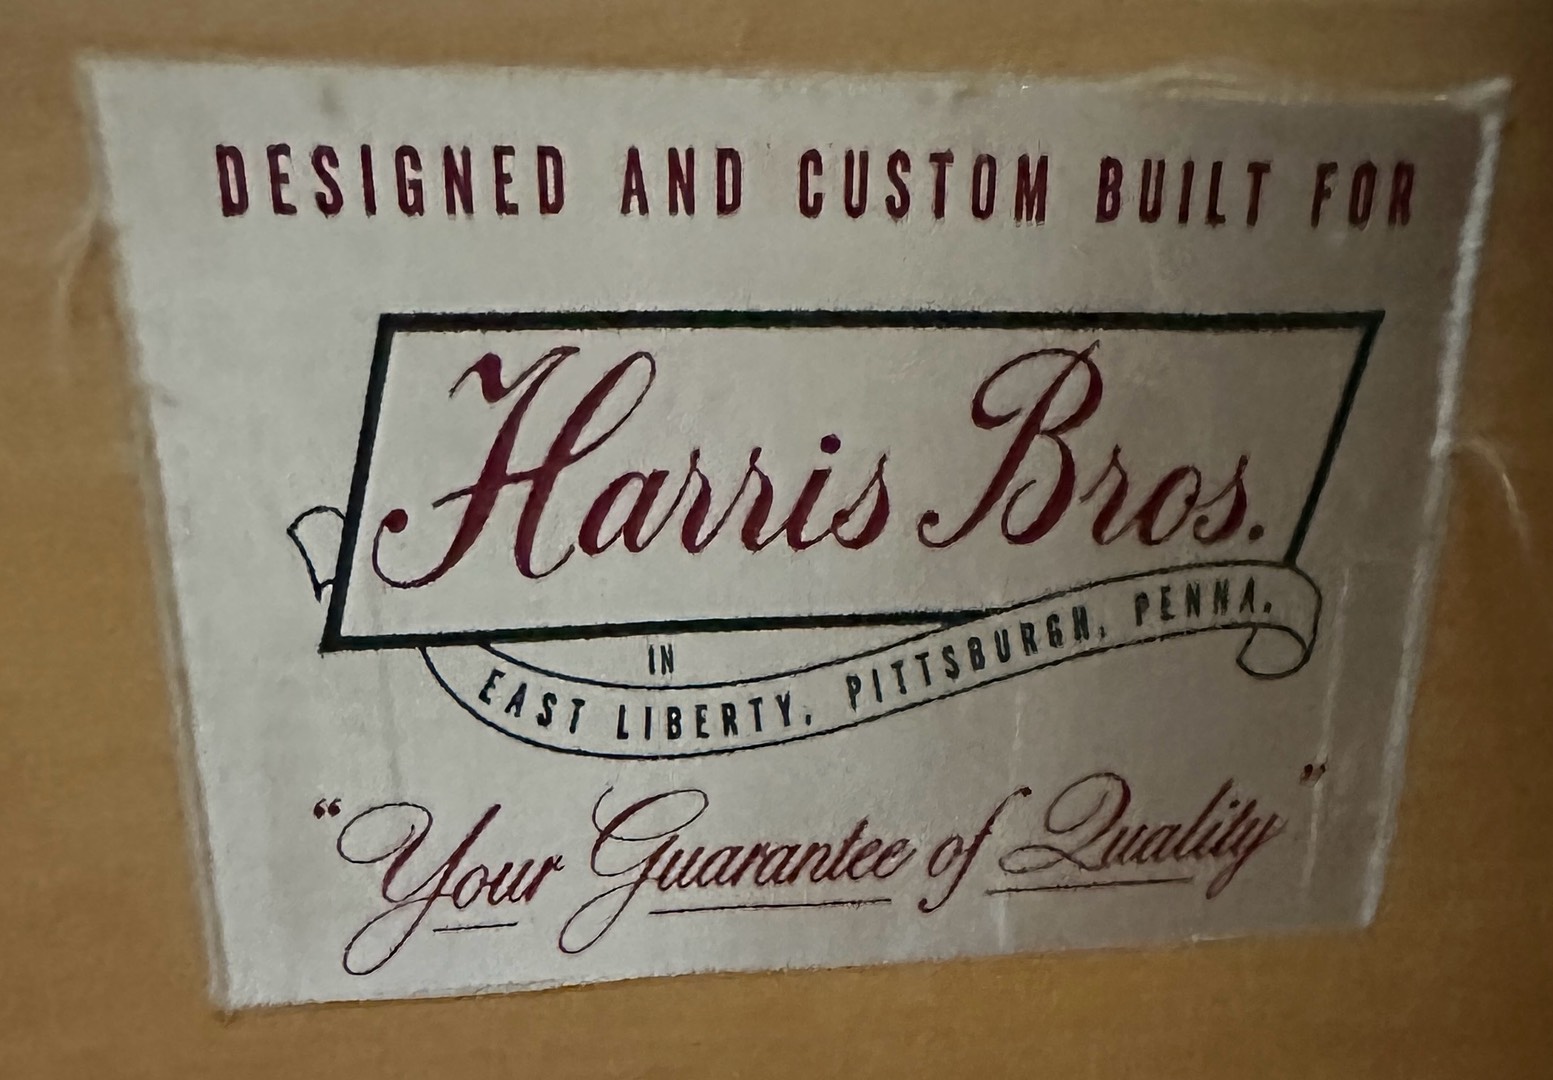 DESIGNED AND CUSTOM BUILT FOR
Harris Bros.
IN
EAST LIBERTY, PITTSBURGH, PENNA.
“Your Guarantee of Quality”